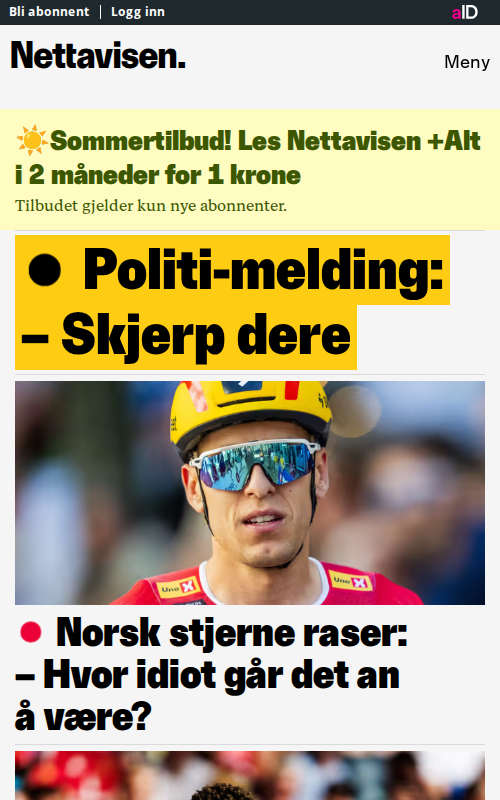 Bli abonnent | Logg inn
aID
Nettavisen.
Meny
☀️Sommertilbud! Les Nettavisen +Alt
i 2 måneder for 1 krone
Tilbudet gjelder kun nye abonnenter.
● Politi-melding:
– Skjerp dere
Uno X
Uno X
● Norsk stjerne raser:
– Hvor idiot går det an
å være?